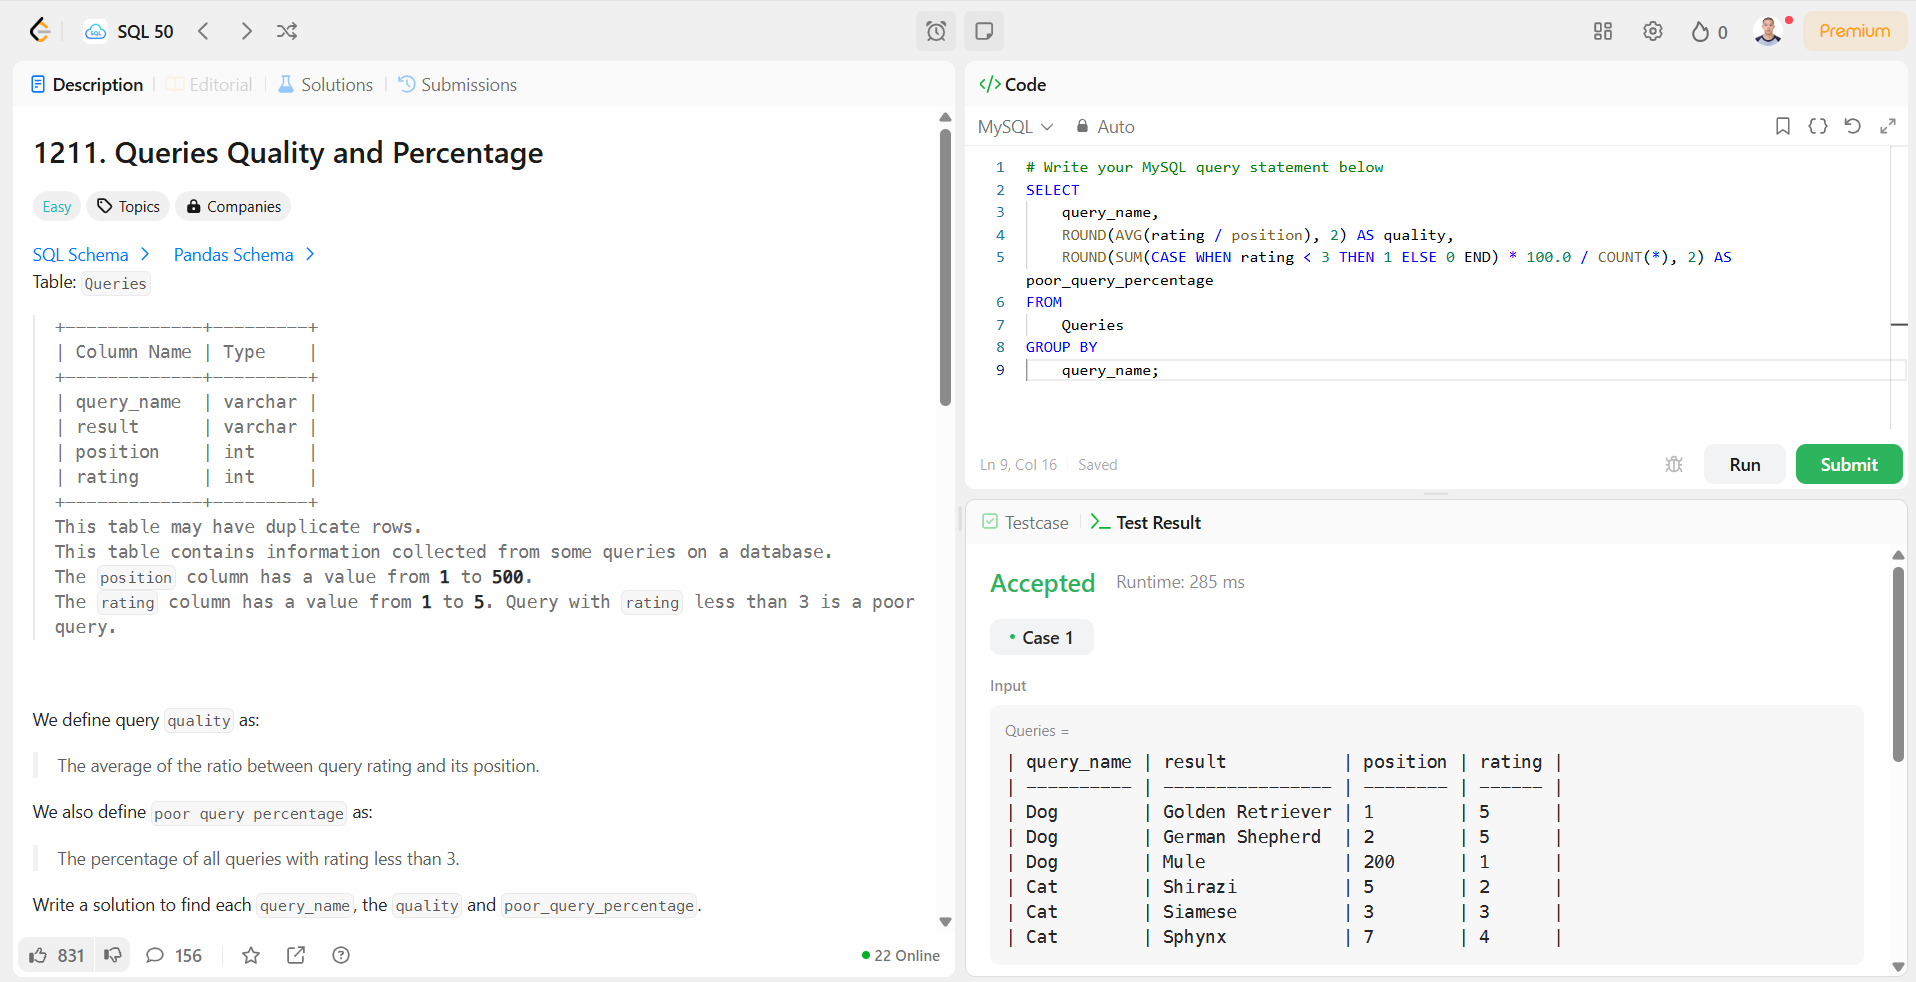 SQL 50
0
Premium
Description
Editorial
Solutions
Submissions
1211. Queries Quality and Percentage
Easy
Topics
Companies
SQL Schema
Pandas Schema
Table: Queries
+-------------+---------+
| Column Name | Type    |
+-------------+---------+
| query_name  | varchar |
| result      | varchar |
| position    | int     |
| rating      | int     |
+-------------+---------+
This table may have duplicate rows.
This table contains information collected from some queries on a database.
The position column has a value from 1 to 500.
The rating column has a value from 1 to 5. Query with rating less than 3 is a poor
query.
We define query quality as:
The average of the ratio between query rating and its position.
We also define poor query percentage as:
The percentage of all queries with rating less than 3.
Write a solution to find each query_name, the quality and poor_query_percentage.
831
156
22 Online
</> Code
MySQL
Auto
1 # Write your MySQL query statement below
2 SELECT
3     query_name,
4     ROUND(AVG(rating / position), 2) AS quality,
5     ROUND(SUM(CASE WHEN rating < 3 THEN 1 ELSE 0 END) * 100.0 / COUNT(*), 2) AS
poor_query_percentage
6 FROM
7     Queries
8 GROUP BY
9     query_name;
Ln 9, Col 16
Saved
Run
Submit
Testcase
>_ Test Result
Accepted
Runtime: 285 ms
• Case 1
Input
Queries =
| query_name | result           | position | rating |
| ---------- | ---------------- | -------- | ------ |
| Dog        | Golden Retriever | 1        | 5      |
| Dog        | German Shepherd  | 2        | 5      |
| Dog        | Mule             | 200      | 1      |
| Cat        | Shirazi          | 5        | 2      |
| Cat        | Siamese          | 3        | 3      |
| Cat        | Sphynx           | 7        | 4      |